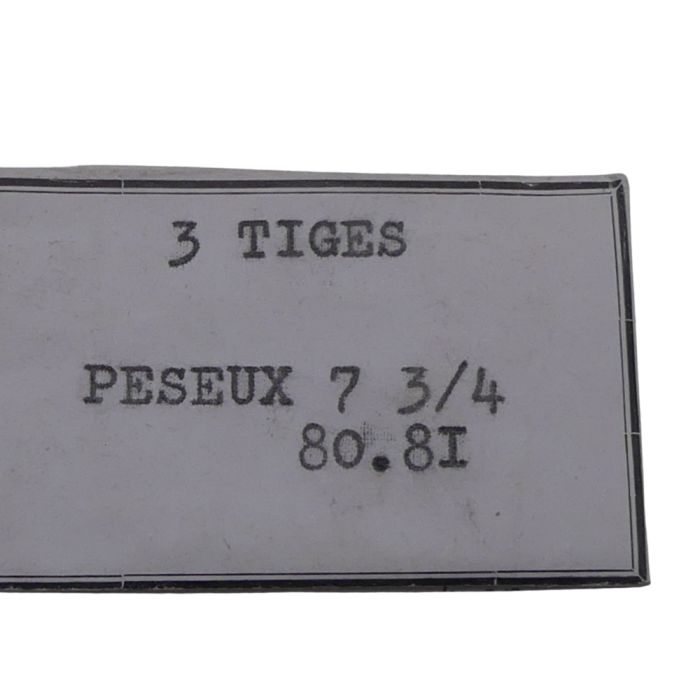 3 TIGES
PESEUX 7 3/4
80.8I